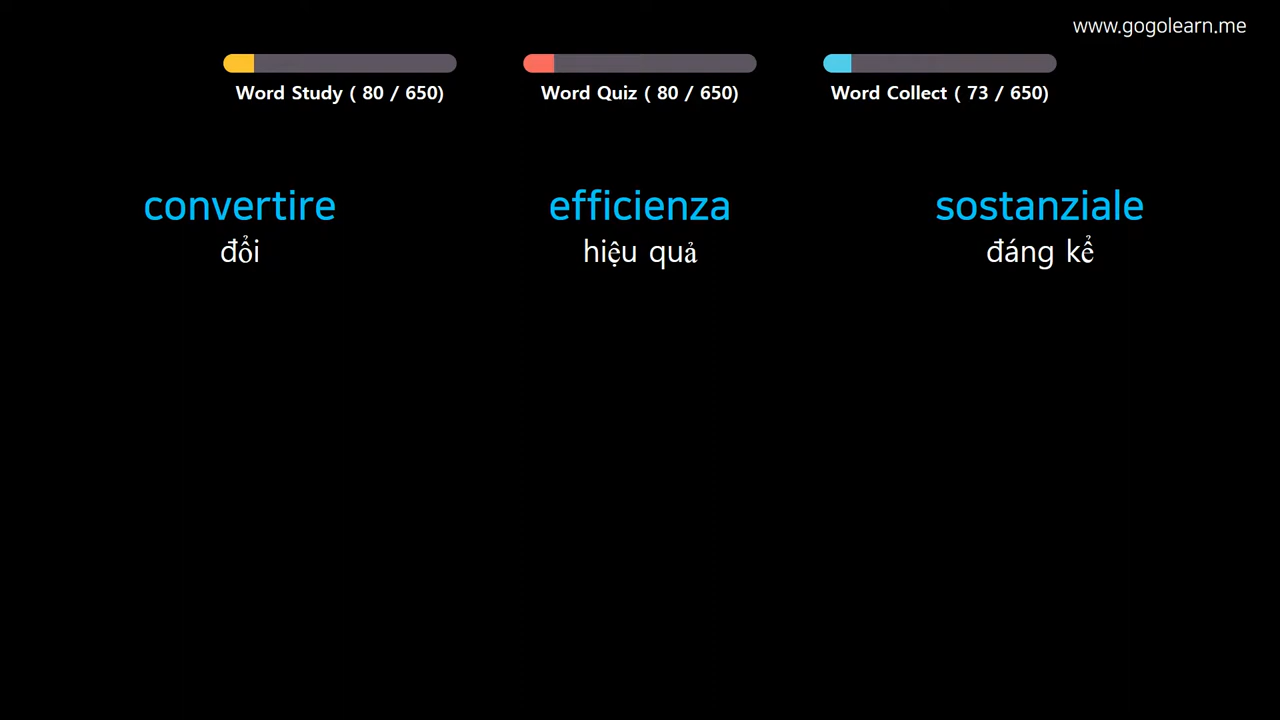 www.gogolearn.me
Word Study ( 80 / 650)
Word Quiz ( 80 / 650)
Word Collect ( 73 / 650)
convertire
đổi
efficienza
hiệu quả
sostanziale
đáng kể